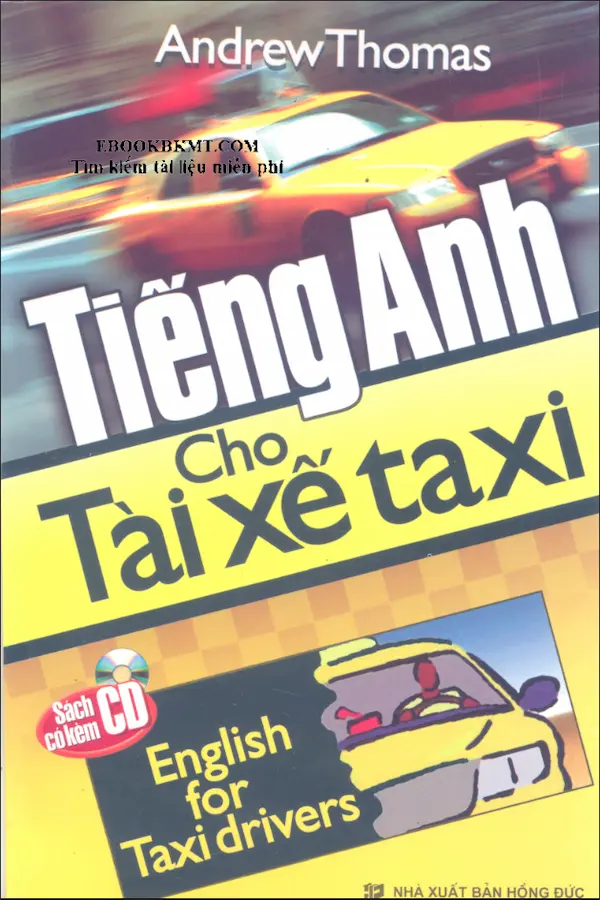 Andrew Thomas
EBOOKBKMT.COM
Tìm kiếm tài liệu miễn phí
Tiếng Anh
Cho
Tài xế taxi
Sách
có kèm
CD
English
for
Taxi drivers
NHÀ XUẤT BẢN HỒNG ĐỨC